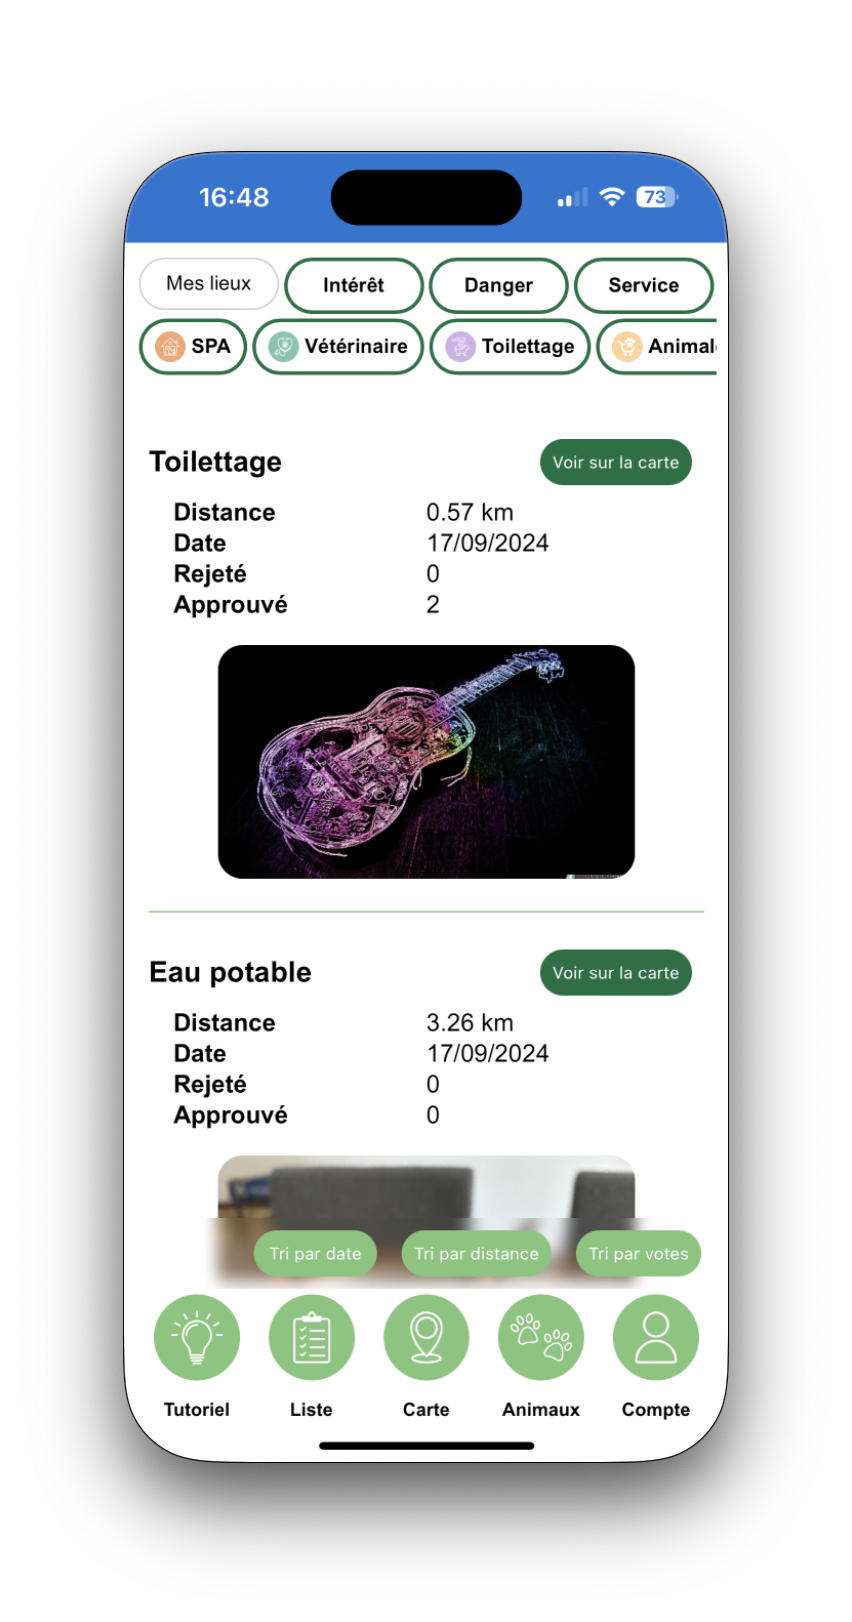 16:48 73
Mes lieux Intérêt Danger Service
SPA Vétérinaire Toilettage Animal
Toilettage Voir sur la carte
Distance 0.57 km
Date 17/09/2024
Rejeté 0
Approuvé 2
Eau potable Voir sur la carte
Distance 3.26 km
Date 17/09/2024
Rejeté 0
Approuvé 0
Tri par date Tri par distance Tri par votes
Tutoriel Liste Carte Animaux Compte